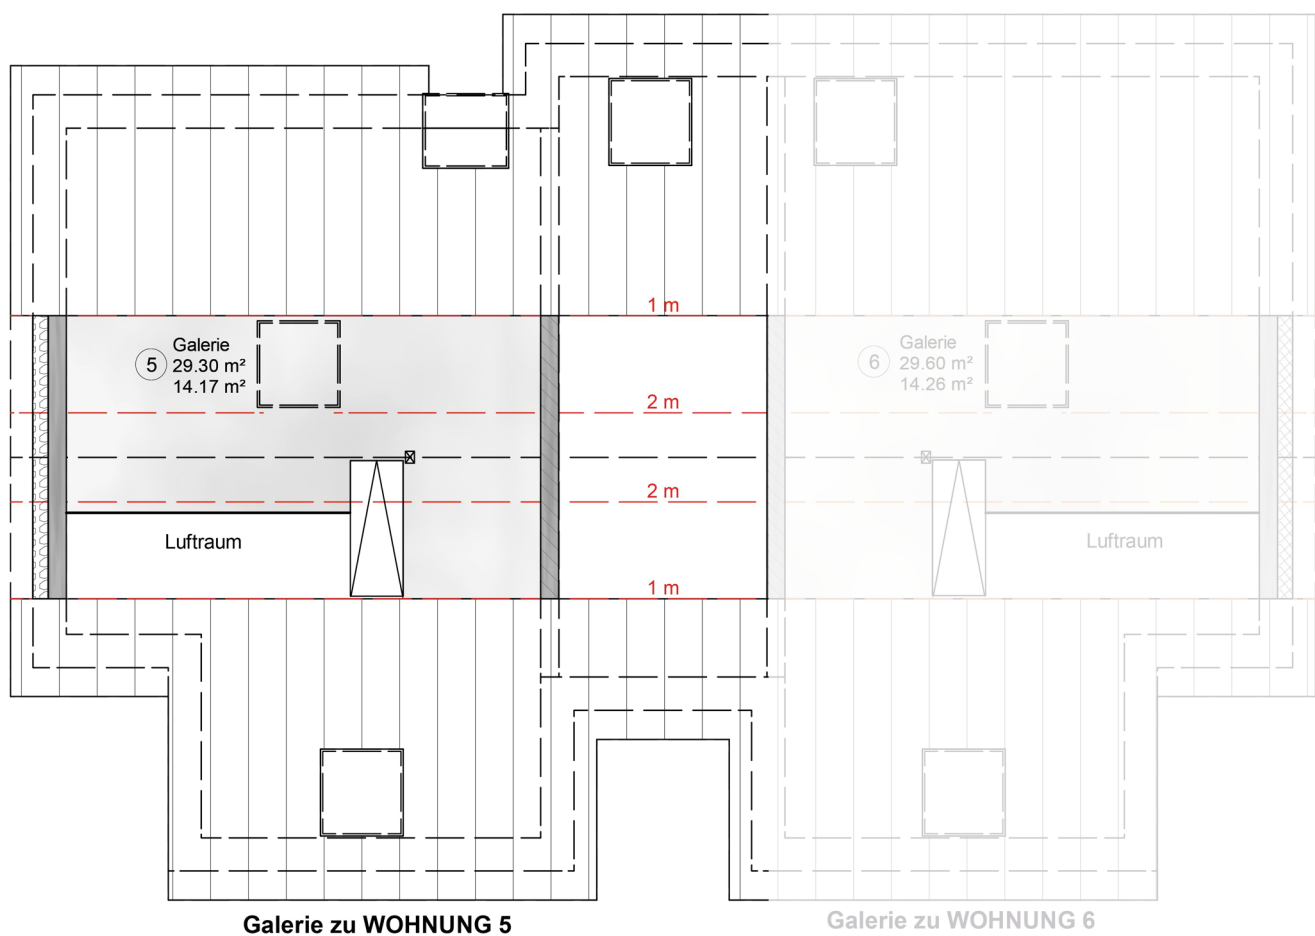 1 m
5
Galerie
29.30 m²
14.17 m²
6
Galerie
29.60 m²
14.26 m²
2 m
2 m
Luftraum
Luftraum
1 m
Galerie zu WOHNUNG 5
Galerie zu WOHNUNG 6